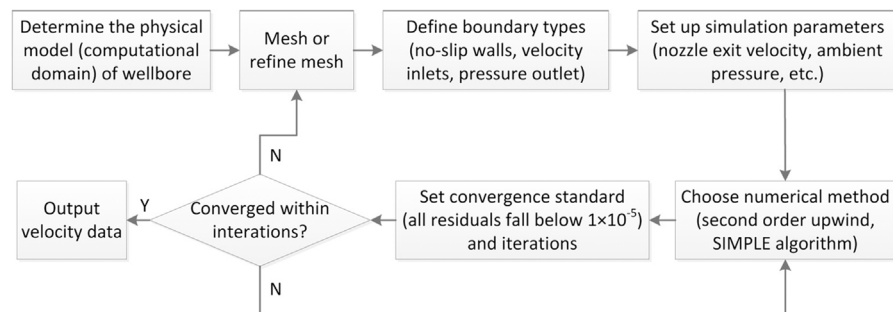 Determine the physical
model (computational
domain) of wellbore
Mesh or
refine mesh
Define boundary types
(no-slip walls, velocity
inlets, pressure outlet)
Set up simulation parameters
(nozzle exit velocity, ambient
pressure, etc.)
N
Output
velocity data
Y
Converged within
interations?
Set convergence standard
(all residuals fall below 1×10⁻⁵)
and iterations
Choose numerical method
(second order upwind,
SIMPLE algorithm)
N